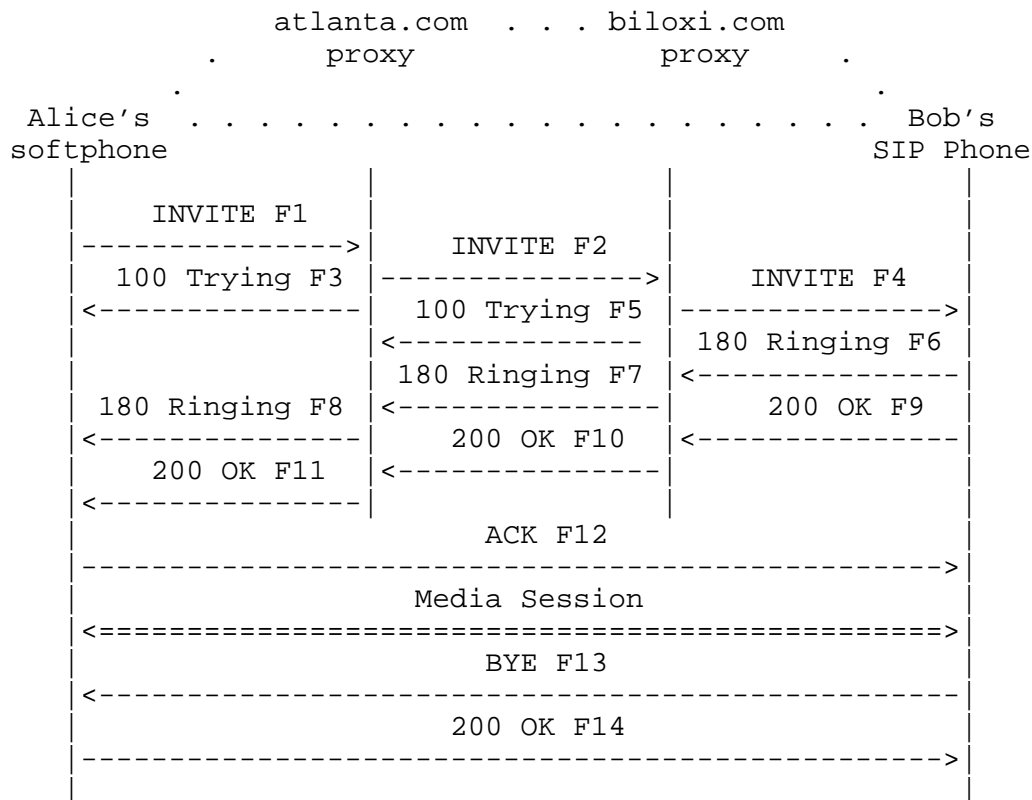 atlanta.com . . . biloxi.com
. proxy proxy .
. .
Alice's . . . . . . . . . . . . . . . . . . . . Bob's
softphone SIP Phone
| | | |
| INVITE F1 | | |
|--------------->| INVITE F2 | |
| 100 Trying F3 |--------------->| INVITE F4 |
|<---------------| 100 Trying F5 |--------------->|
| |<-------------- | 180 Ringing F6 |
| | 180 Ringing F7 |<---------------|
| 180 Ringing F8 |<---------------| 200 OK F9 |
|<---------------| 200 OK F10 |<---------------|
| 200 OK F11 |<---------------| |
|<---------------| | |
| ACK F12 |
|------------------------------------------------->|
| Media Session |
|<================================================>|
| BYE F13 |
|<-------------------------------------------------|
| 200 OK F14 |
|------------------------------------------------->|
| |